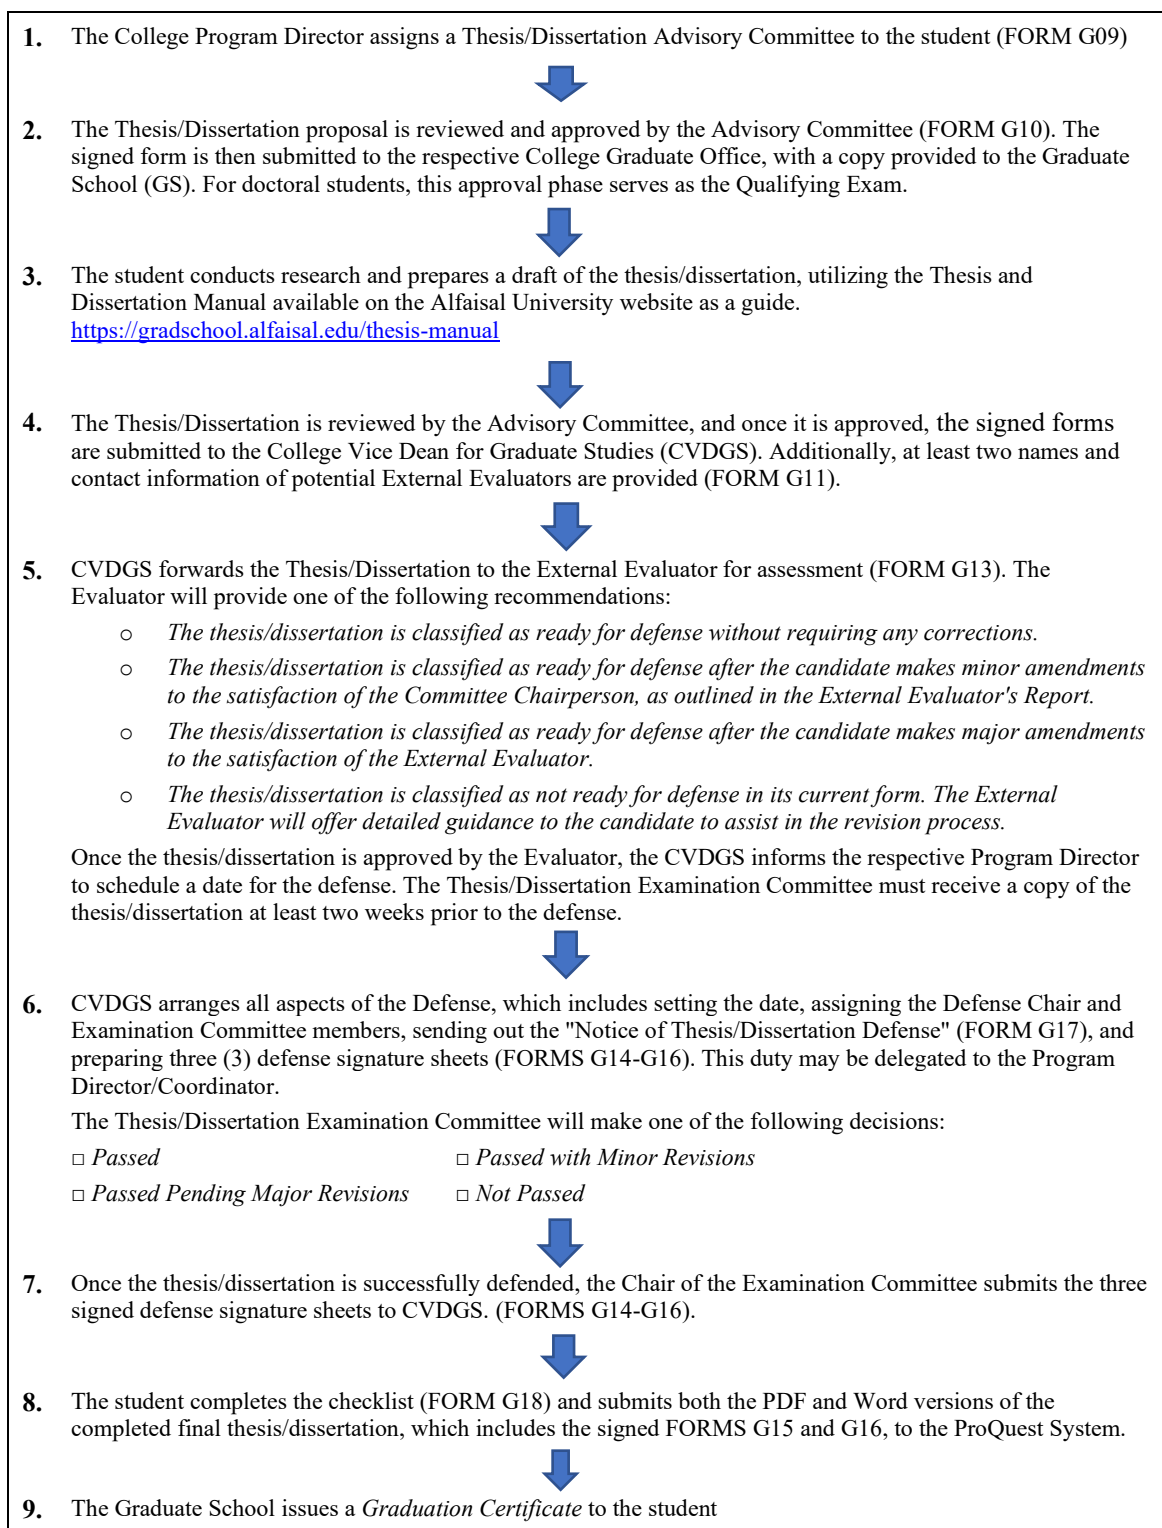 1. The College Program Director assigns a Thesis/Dissertation Advisory Committee to the student (FORM G09)
2. The Thesis/Dissertation proposal is reviewed and approved by the Advisory Committee (FORM G10). The
signed form is then submitted to the respective College Graduate Office, with a copy provided to the Graduate
School (GS). For doctoral students, this approval phase serves as the Qualifying Exam.
3. The student conducts research and prepares a draft of the thesis/dissertation, utilizing the Thesis and
Dissertation Manual available on the Alfaisal University website as a guide.
https://gradschool.alfaisal.edu/thesis-manual
4. The Thesis/Dissertation is reviewed by the Advisory Committee, and once it is approved, the signed forms
are submitted to the College Vice Dean for Graduate Studies (CVDGS). Additionally, at least two names and
contact information of potential External Evaluators are provided (FORM G11).
5. CVDGS forwards the Thesis/Dissertation to the External Evaluator for assessment (FORM G13). The
Evaluator will provide one of the following recommendations:
o The thesis/dissertation is classified as ready for defense without requiring any corrections.
o The thesis/dissertation is classified as ready for defense after the candidate makes minor amendments
to the satisfaction of the Committee Chairperson, as outlined in the External Evaluator's Report.
o The thesis/dissertation is classified as ready for defense after the candidate makes major amendments
to the satisfaction of the External Evaluator.
o The thesis/dissertation is classified as not ready for defense in its current form. The External
Evaluator will offer detailed guidance to the candidate to assist in the revision process.
Once the thesis/dissertation is approved by the Evaluator, the CVDGS informs the respective Program Director
to schedule a date for the defense. The Thesis/Dissertation Examination Committee must receive a copy of the
thesis/dissertation at least two weeks prior to the defense.
6. CVDGS arranges all aspects of the Defense, which includes setting the date, assigning the Defense Chair and
Examination Committee members, sending out the "Notice of Thesis/Dissertation Defense" (FORM G17), and
preparing three (3) defense signature sheets (FORMS G14-G16). This duty may be delegated to the Program
Director/Coordinator.
The Thesis/Dissertation Examination Committee will make one of the following decisions:
□ Passed □ Passed with Minor Revisions
□ Passed Pending Major Revisions □ Not Passed
7. Once the thesis/dissertation is successfully defended, the Chair of the Examination Committee submits the three
signed defense signature sheets to CVDGS. (FORMS G14-G16).
8. The student completes the checklist (FORM G18) and submits both the PDF and Word versions of the
completed final thesis/dissertation, which includes the signed FORMS G15 and G16, to the ProQuest System.
9. The Graduate School issues a Graduation Certificate to the student